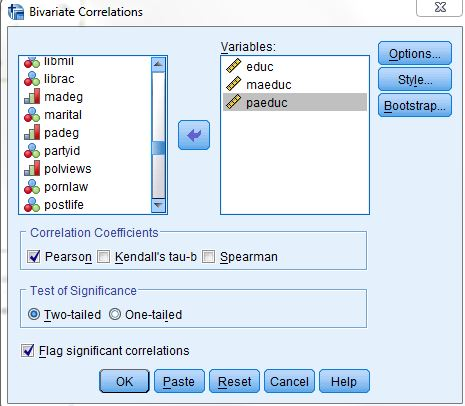 Bivariate Correlations
Variables:
libmil
librac
madeg
marital
padeg
partyid
polviews
pornlaw
postlife
educ
maeduc
paeduc
Options...
Style...
Bootstrap...
Correlation Coefficients
Pearson Kendall's tau-b Spearman
Test of Significance
Two-tailed One-tailed
Flag significant correlations
OK Paste Reset Cancel Help